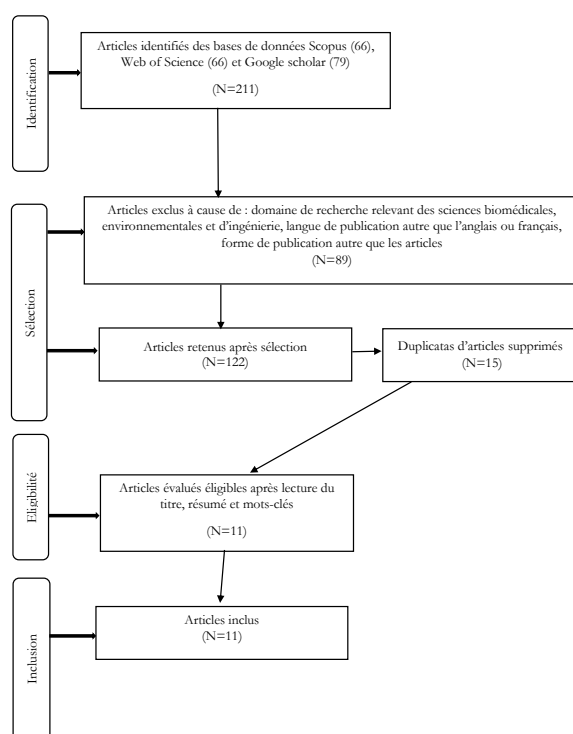 Identification
Articles identifiés des bases de données Scopus (66),
Web of Science (66) et Google scholar (79)
(N=211)
Sélection
Articles exclus à cause de : domaine de recherche relevant des sciences biomédicales,
environnementales et d'ingénierie, langue de publication autre que l'anglais ou français,
forme de publication autre que les articles
(N=89)
Articles retenus après sélection
(N=122)
Duplicatas d'articles supprimés
(N=15)
Eligibilité
Articles évalués éligibles après lecture du
titre, résumé et mots-clés
(N=11)
Inclusion
Articles inclus
(N=11)